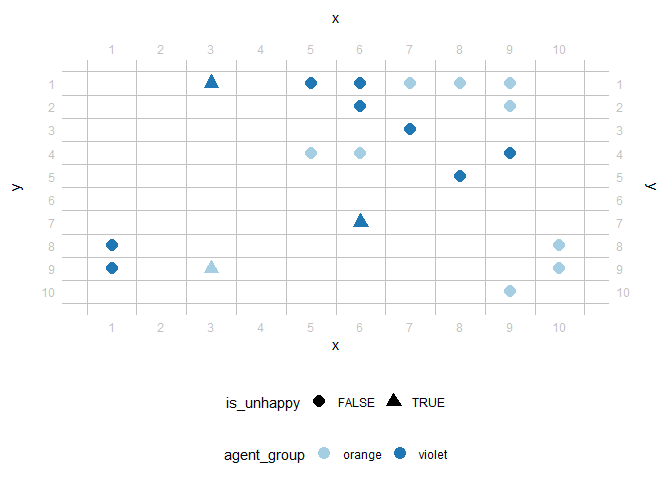 x
1 2 3 4 5 6 7 8 9 10
1 1
2 2
3 3
4 4
5 5
y 6 6 y
7 7
8 8
9 9
10 10
1 2 3 4 5 6 7 8 9 10
x
is_unhappy FALSE TRUE
agent_group orange violet